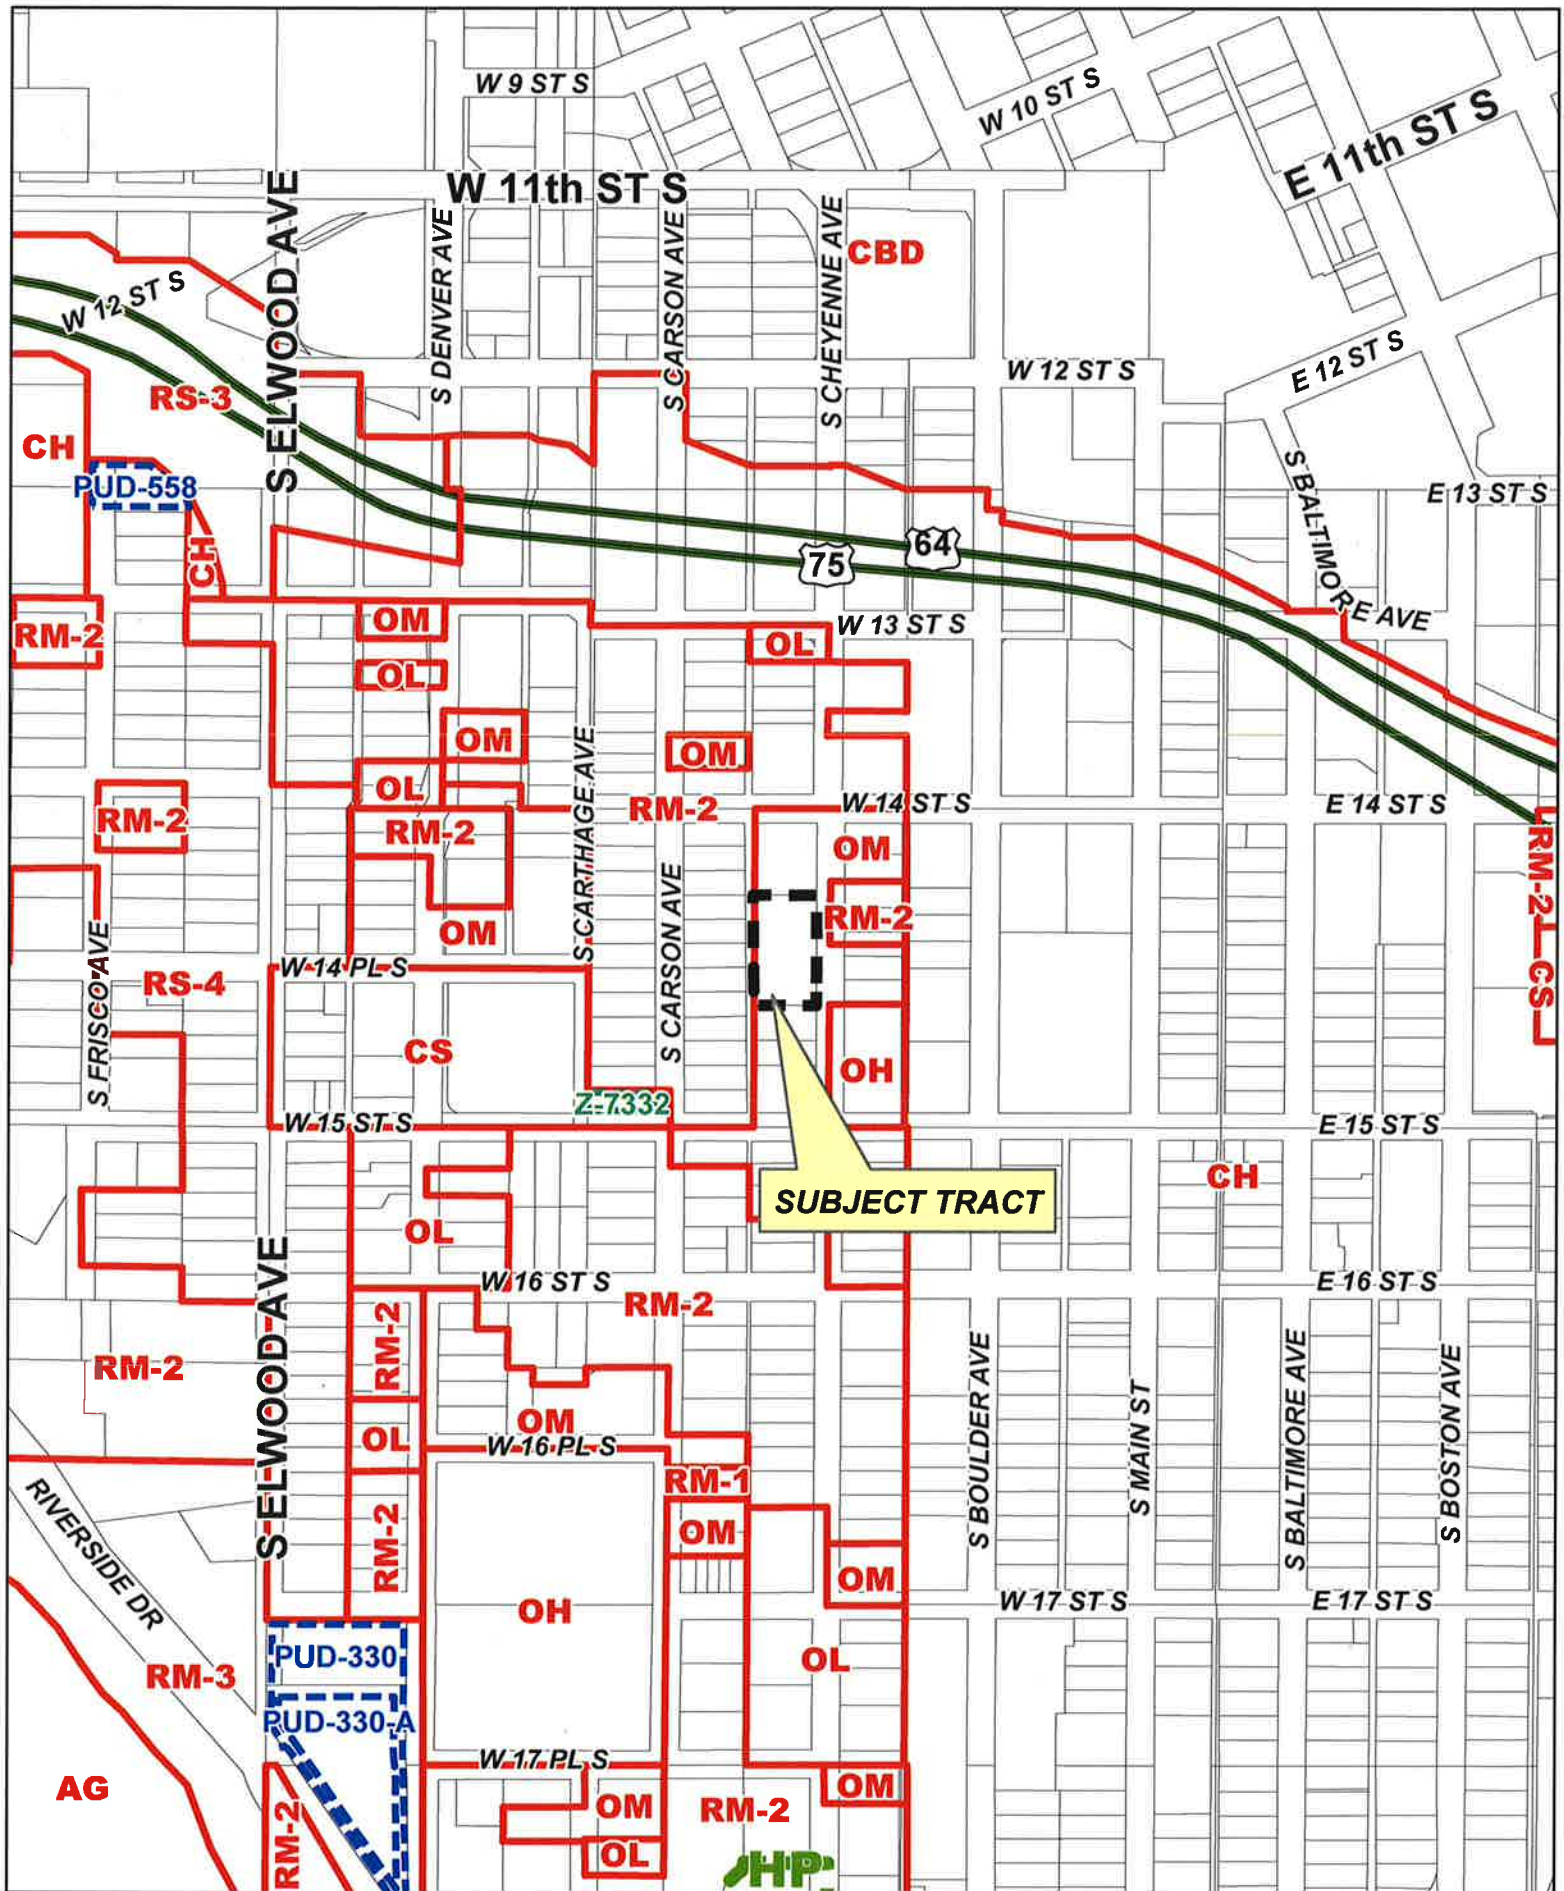 W 9 ST S
W 10 ST S
E 11th ST S
W 11th ST S
S ELWOOD AVE
S DENVER AVE
S CARSON AVE
S CHEYENNE AVE
CBD
W 12 ST S
W 12 ST S
E 12 ST S
RS-3
CH
PUD-558
S BALTIMORE AVE
E 13 ST S
64
75
CH
RM-2
OM
W 13 ST S
OL
OL
OM
OM
S CARTHAGE AVE
OL
RM-2
W 14 ST S
E 14 ST S
RM-2
RM-2
OM
RM-2
CS
S CARSON AVE
RM-2
OM
S FRISCO AVE
RS-4
W 14 PL S
CS
OH
Z-7332
W 15 ST S
E 15 ST S
CH
SUBJECT TRACT
OL
S ELWOOD AVE
W 16 ST S
E 16 ST S
RM-2
RM-2
RM-2
S BOULDER AVE
S MAIN ST
S BALTIMORE AVE
S BOSTON AVE
OM
OL
W 16 PL S
RM-1
RIVERSIDE DR
RM-2
OM
OM
OH
W 17 ST S
E 17 ST S
PUD-330
OL
RM-3
PUD-330-A
W 17 PL S
AG
OM
OM
RM-2
RM-2
OL
HP